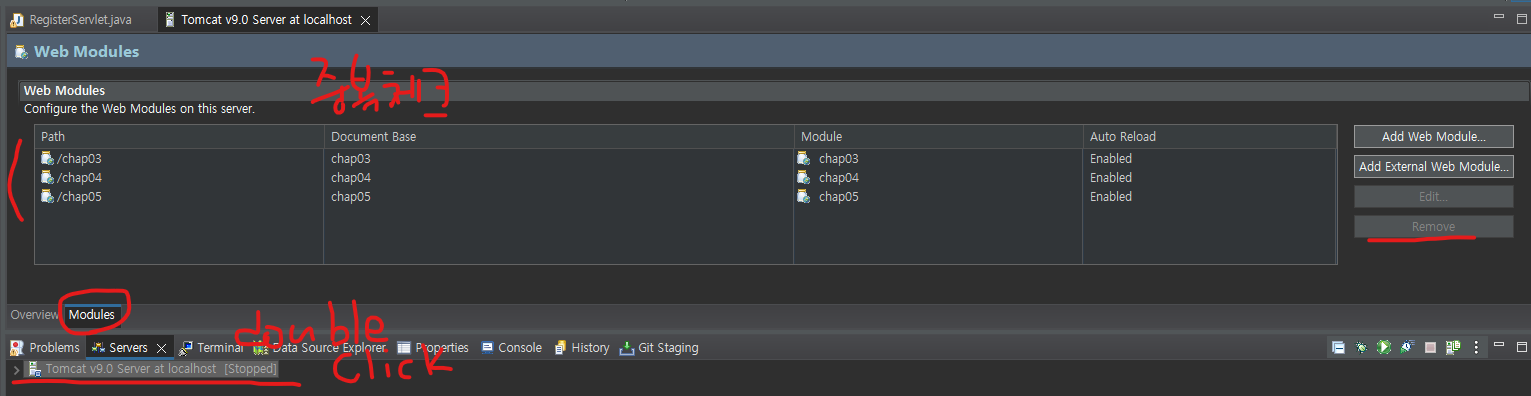 RegisterServlet.java
Tomcat v9.0 Server at localhost
Web Modules
중복체크
Web Modules
Configure the Web Modules on this server.
Path Document Base Module Auto Reload
/chap03 chap03 chap03 Enabled
/chap04 chap04 chap04 Enabled
/chap05 chap05 chap05 Enabled
Add Web Module...
Add External Web Module...
Edit...
Remove
Overview Modules
double
click
Problems Servers Terminal Data Source Explorer Properties Console History Git Staging
Tomcat v9.0 Server at localhost [Stopped]